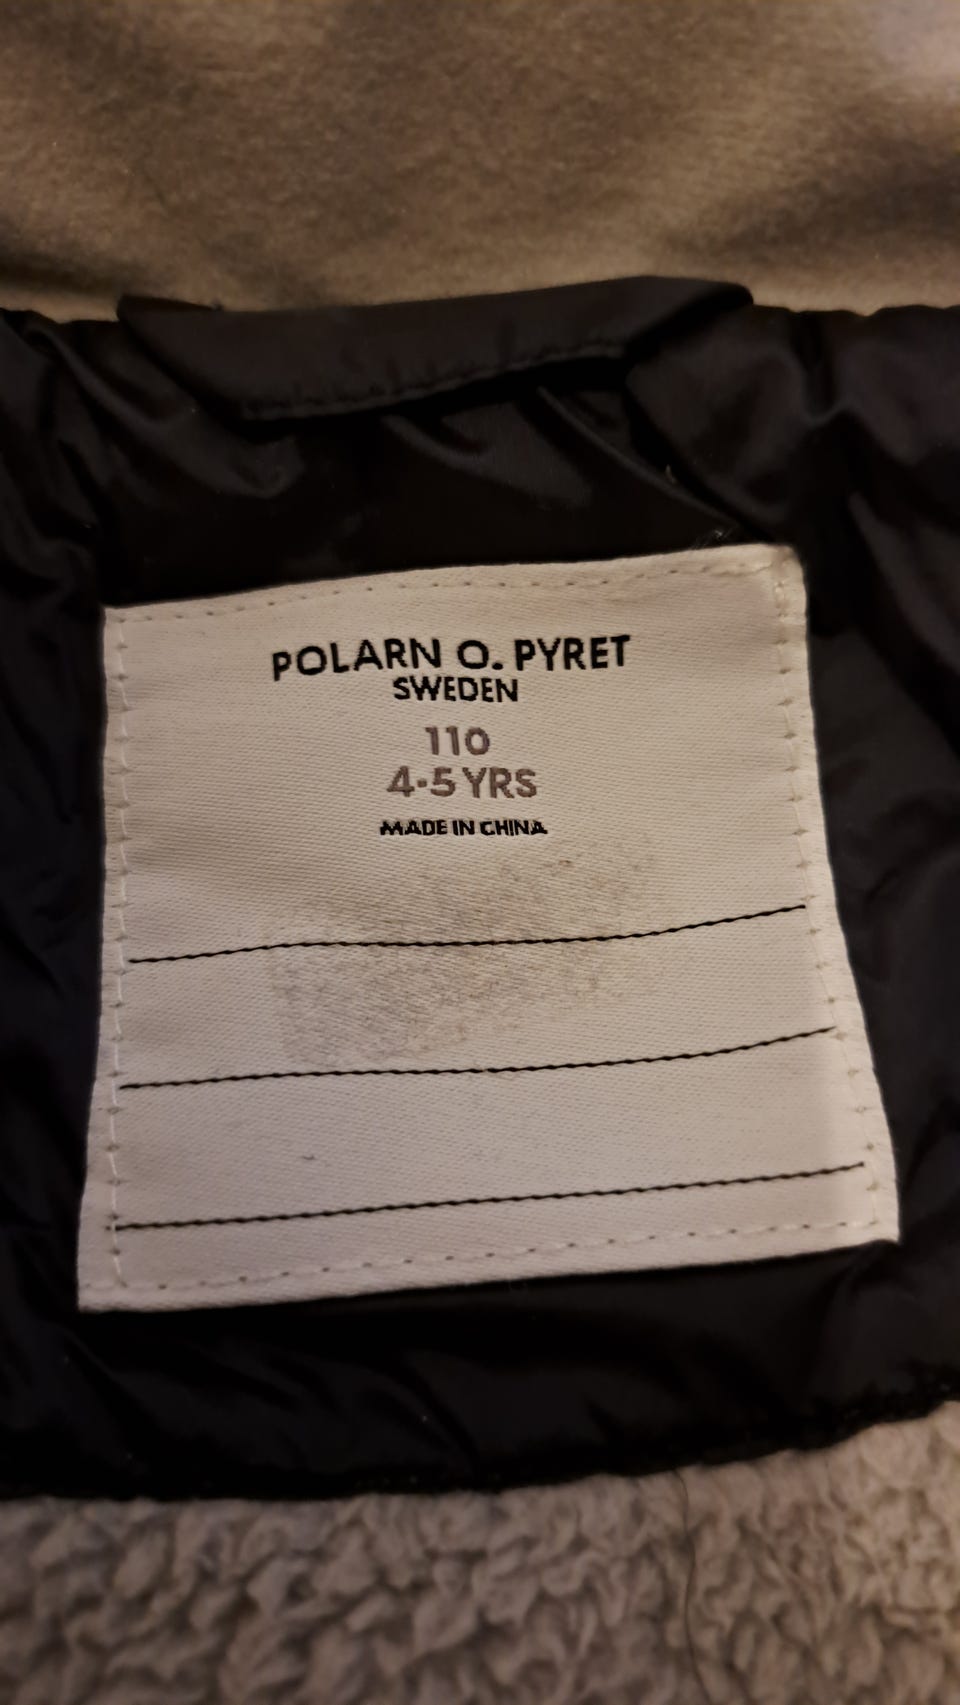 POLARN O. PYRET
SWEDEN
110
4-5 YRS
MADE IN CHINA